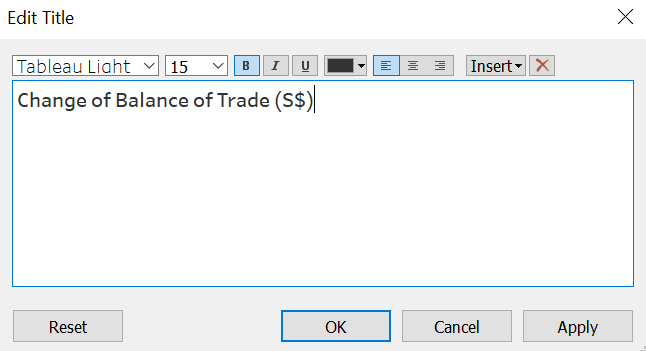 Edit Title
Tableau Light 15 B I U Insert
Change of Balance of Trade (S$)
Reset OK Cancel Apply